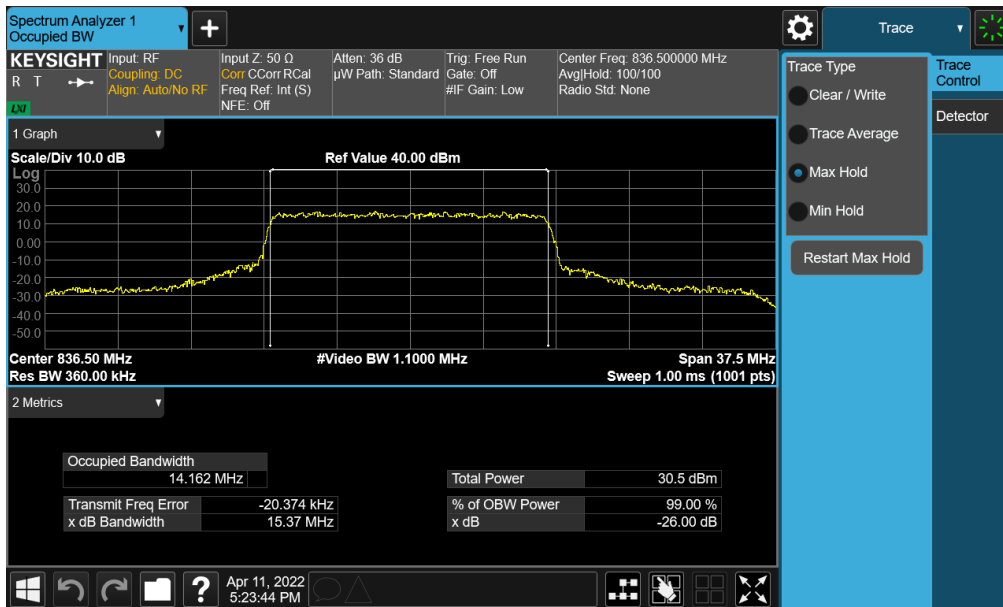 Spectrum Analyzer 1
Occupied BW
+
Trace
KEYSIGHT
R T
LXI
Input: RF
Coupling: DC
Align: Auto/No RF
Input Z: 50 Ω
Corr CCorr RCal
Freq Ref: Int (S)
NFE: Off
Atten: 36 dB
µW Path: Standard
Trig: Free Run
Gate: Off
#IF Gain: Low
Center Freq: 836.500000 MHz
Avg|Hold: 100/100
Radio Std: None
Trace Type
Clear / Write
Trace Average
Max Hold
Min Hold
Restart Max Hold
Trace
Control
Detector
1 Graph
Scale/Div 10.0 dB
Ref Value 40.00 dBm
Log
30.0
20.0
10.0
0.00
-10.0
-20.0
-30.0
-40.0
-50.0
Center 836.50 MHz
#Video BW 1.1000 MHz
Span 37.5 MHz
Res BW 360.00 kHz
Sweep 1.00 ms (1001 pts)
2 Metrics
Occupied Bandwidth
14.162 MHz
Total Power 30.5 dBm
Transmit Freq Error -20.374 kHz
% of OBW Power 99.00 %
x dB Bandwidth 15.37 MHz
x dB -26.00 dB
?
Apr 11, 2022
5:23:44 PM